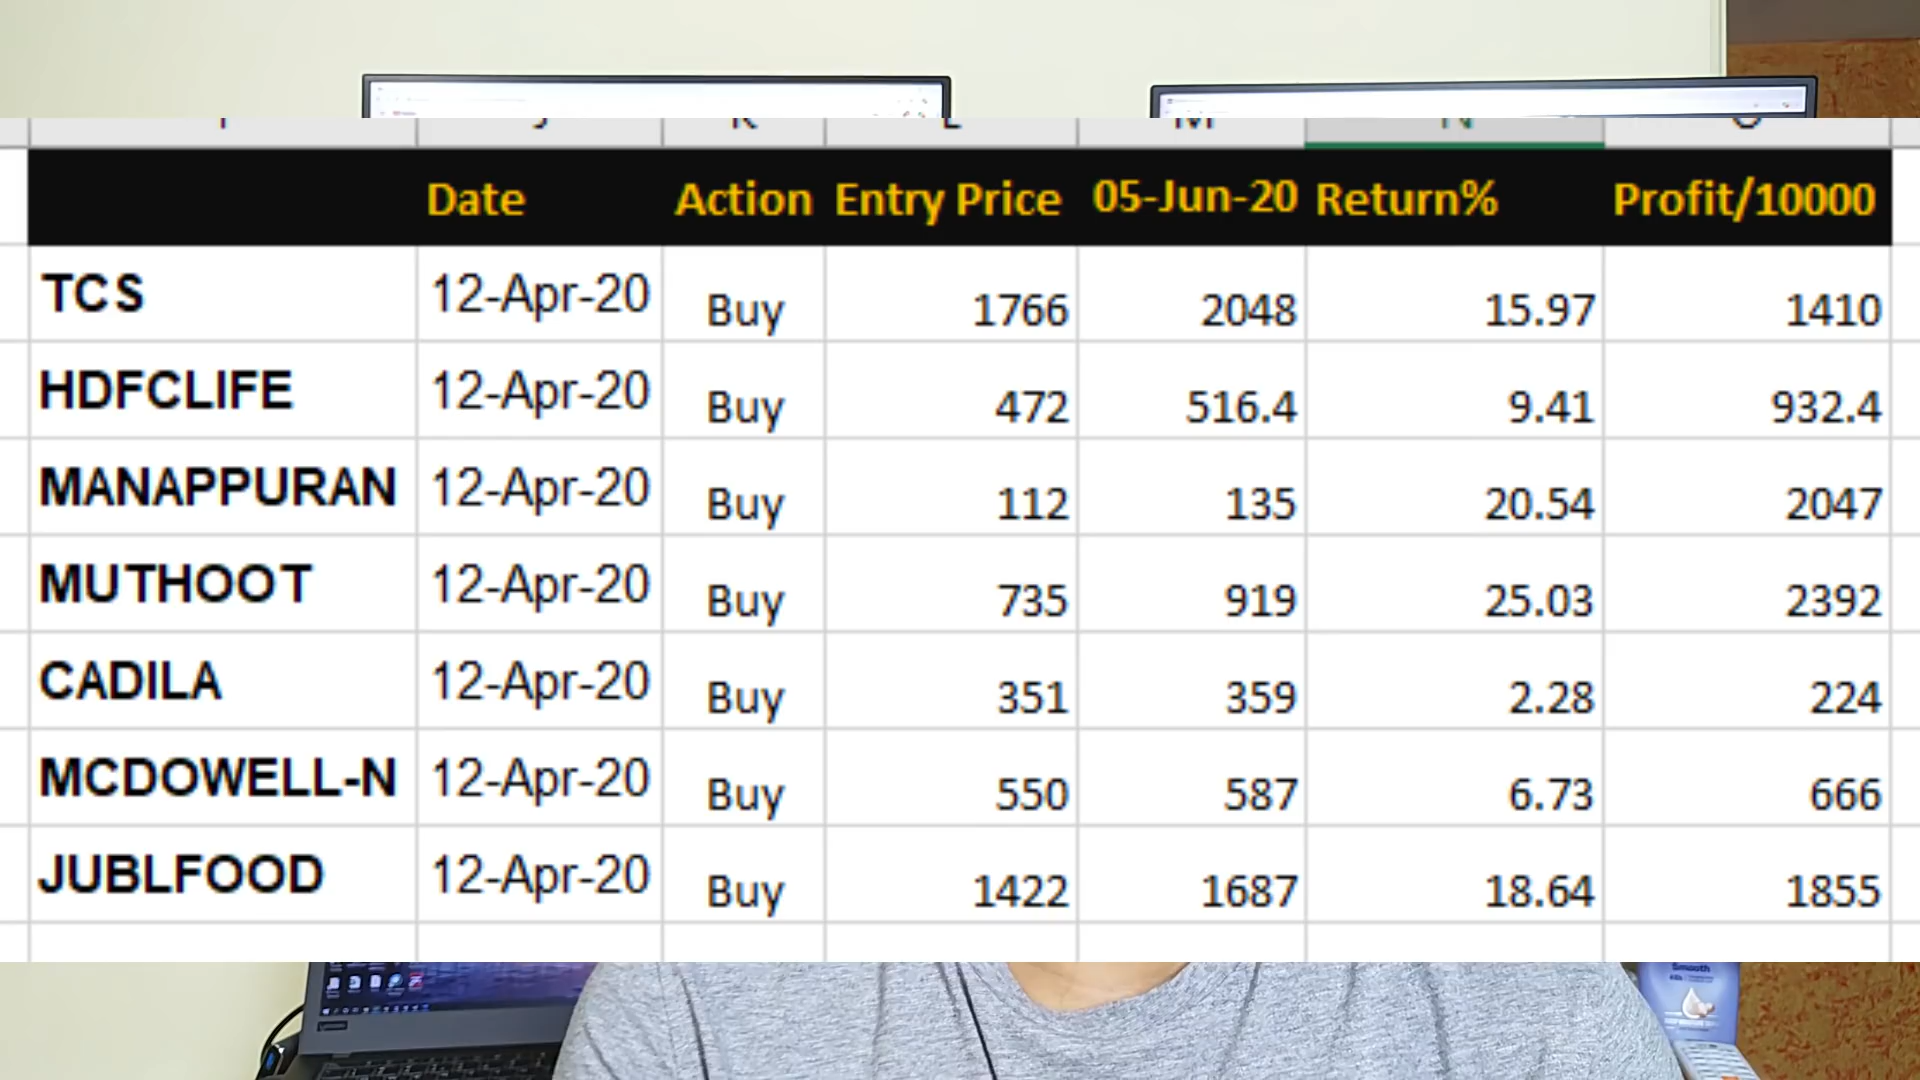 Date Action Entry Price 05-Jun-20 Return% Profit/10000
TCS 12-Apr-20 Buy 1766 2048 15.97 1410
HDFCLIFE 12-Apr-20 Buy 472 516.4 9.41 932.4
MANAPPURAN 12-Apr-20 Buy 112 135 20.54 2047
MUTHOOT 12-Apr-20 Buy 735 919 25.03 2392
CADILA 12-Apr-20 Buy 351 359 2.28 224
MCDOWELL-N 12-Apr-20 Buy 550 587 6.73 666
JUBLFOOD 12-Apr-20 Buy 1422 1687 18.64 1855
Smooth